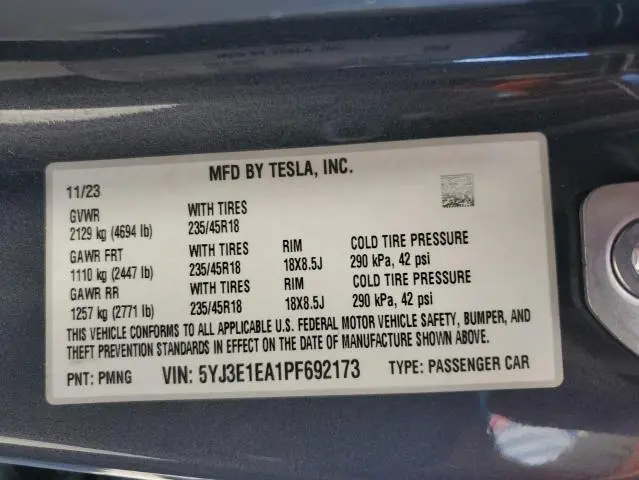 MFD BY TESLA, INC.
11/23
GVWR WITH TIRES
2129 kg (4694 lb) 235/45R18
GAWR FRT WITH TIRES RIM COLD TIRE PRESSURE
1110 kg (2447 lb) 235/45R18 18X8.5J 290 kPa, 42 psi
GAWR RR WITH TIRES RIM COLD TIRE PRESSURE
1257 kg (2771 lb) 235/45R18 18X8.5J 290 kPa, 42 psi
THIS VEHICLE CONFORMS TO ALL APPLICABLE U.S. FEDERAL MOTOR VEHICLE SAFETY, BUMPER, AND
THEFT PREVENTION STANDARDS IN EFFECT ON THE DATE OF MANUFACTURE SHOWN ABOVE.
PNT: PMNG VIN: 5YJ3E1EA1PF692173 TYPE: PASSENGER CAR